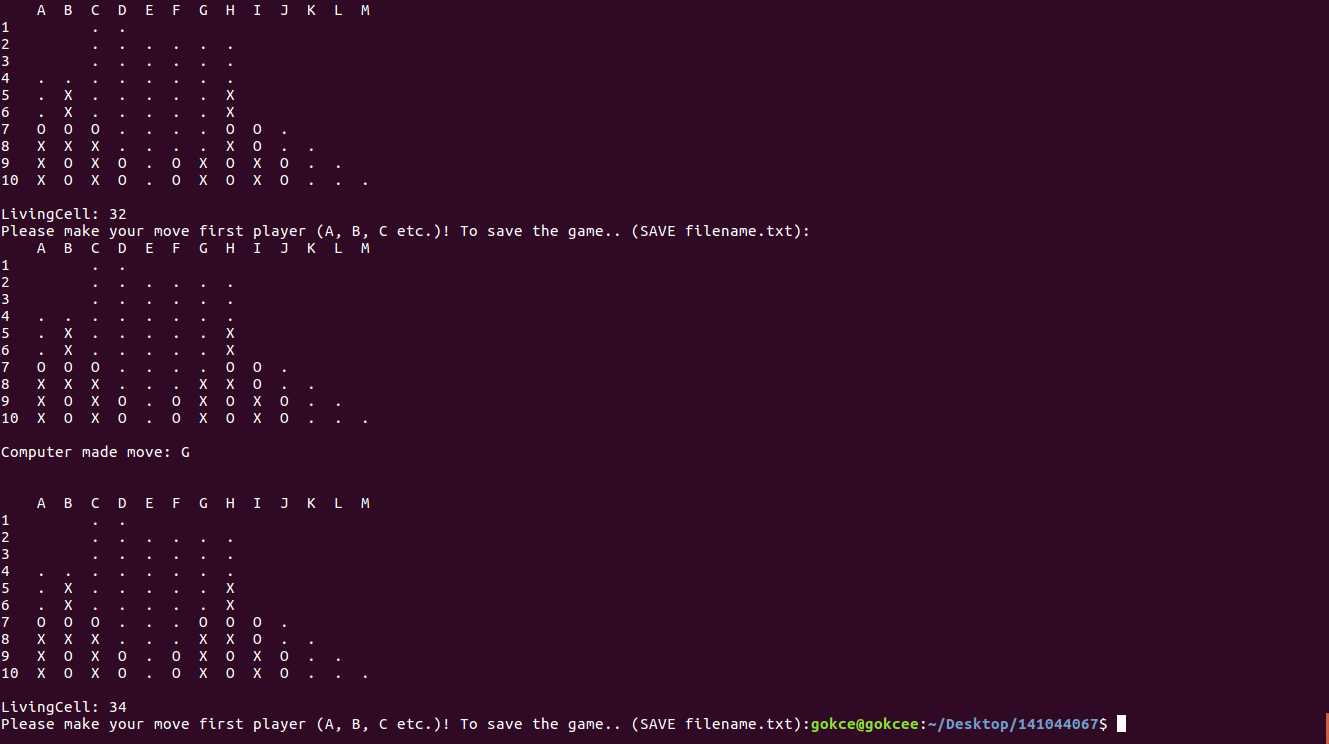 A  B  C  D  E  F  G  H  I  J  K  L  M
1         .  .
2         .  .  .  .  .  .
3         .  .  .  .  .  .
4   .  .  .  .  .  .  .  .
5   .  X  .  .  .  .  .  X
6   .  X  .  .  .  .  .  X
7   O  O  O  .  .  .  .  O  O  .
8   X  X  X  .  .  .  .  X  O  .  .
9   X  O  X  O  .  O  X  O  X  O  .  .
10  X  O  X  O  .  O  X  O  X  O  .  .  .
LivingCell: 32
Please make your move first player (A, B, C etc.)! To save the game.. (SAVE filename.txt):
    A  B  C  D  E  F  G  H  I  J  K  L  M
1         .  .
2         .  .  .  .  .  .
3         .  .  .  .  .  .
4   .  .  .  .  .  .  .  .
5   .  X  .  .  .  .  .  X
6   .  X  .  .  .  .  .  X
7   O  O  O  .  .  .  .  O  O  .
8   X  X  X  .  .  .  X  X  O  .  .
9   X  O  X  O  .  O  X  O  X  O  .  .
10  X  O  X  O  .  O  X  O  X  O  .  .  .
Computer made move: G
    A  B  C  D  E  F  G  H  I  J  K  L  M
1         .  .
2         .  .  .  .  .  .
3         .  .  .  .  .  .
4   .  .  .  .  .  .  .  .
5   .  X  .  .  .  .  .  X
6   .  X  .  .  .  .  .  X
7   O  O  O  .  .  .  O  O  O  .
8   X  X  X  .  .  .  X  X  O  .  .
9   X  O  X  O  .  O  X  O  X  O  .  .
10  X  O  X  O  .  O  X  O  X  O  .  .  .
LivingCell: 34
Please make your move first player (A, B, C etc.)! To save the game.. (SAVE filename.txt):gokce@gokcee:~/Desktop/141044067$